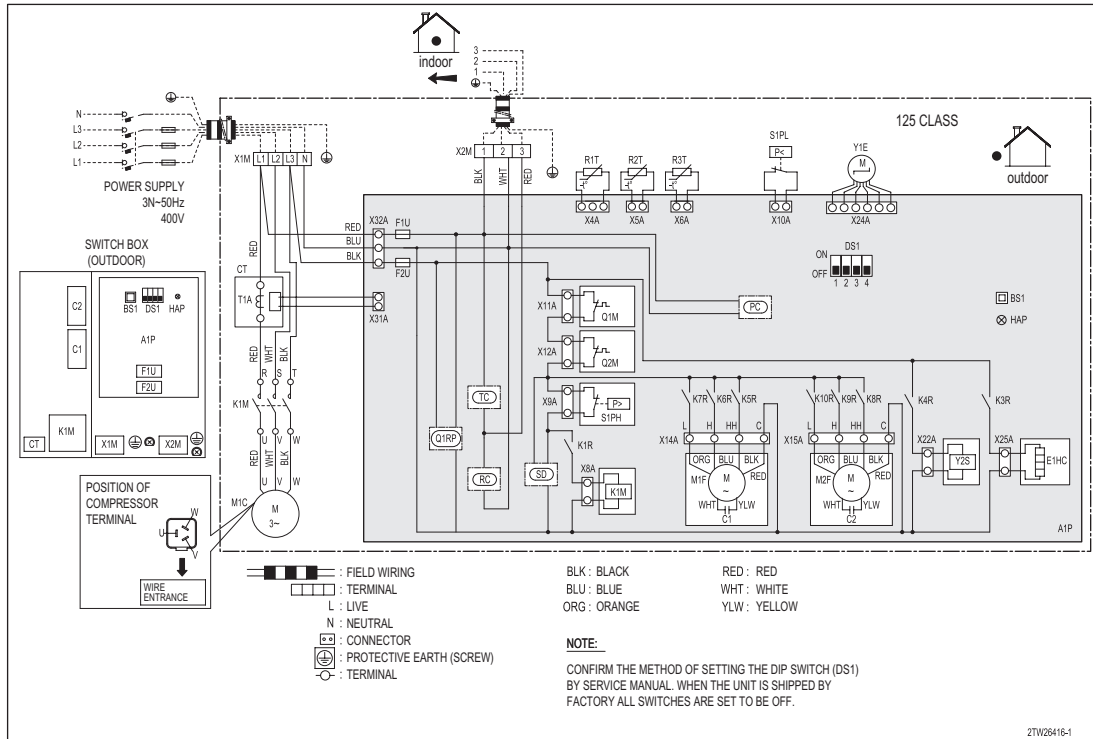 3
2
1
indoor
N
L3
L2
L1
POWER SUPPLY
3N~50Hz
400V
X1M L1 L2 L3 N
X2M 1 2 3
BLK WHT RED
125 CLASS
outdoor
R1T R2T R3T
X4A X5A X6A
S1PL
P<
X10A
Y1E
M
X24A
RED
BLU
BLK
X32A
F1U
F2U
RED
CT
T1A
X31A
DS1
ON
OFF
1 2 3 4
BS1
HAP
PC
X11A
Q1M
X12A
Q2M
X9A
P>
S1PH
TC
RC
Q1RP
SD
K1R
X8A
K1M
K7R K6R K5R
L H HH C
X14A
ORG BLU BLK
RED
M1F
M
~
WHT YLW
C1
K10R K9R K8R
L H HH C
X15A
ORG BLU BLK
RED
M2F
M
~
WHT YLW
C2
K4R
X22A
Y2S
K3R
X25A
E1HC
A1P
SWITCH BOX
(OUTDOOR)
C2
C1
BS1 DS1 HAP
A1P
F1U
F2U
K1M
CT
X1M
X2M
RED WHT BLK
R S T
K1M
U V W
RED WHT BLK
U V W
M1C
M
3~
POSITION OF
COMPRESSOR
TERMINAL
W
U
V
WIRE
ENTRANCE
: FIELD WIRING
: TERMINAL
L : LIVE
N : NEUTRAL
: CONNECTOR
: PROTECTIVE EARTH (SCREW)
: TERMINAL
BLK : BLACK
BLU : BLUE
ORG : ORANGE
RED : RED
WHT : WHITE
YLW : YELLOW
NOTE:
CONFIRM THE METHOD OF SETTING THE DIP SWITCH (DS1)
BY SERVICE MANUAL. WHEN THE UNIT IS SHIPPED BY
FACTORY ALL SWITCHES ARE SET TO BE OFF.
2TW26416-1